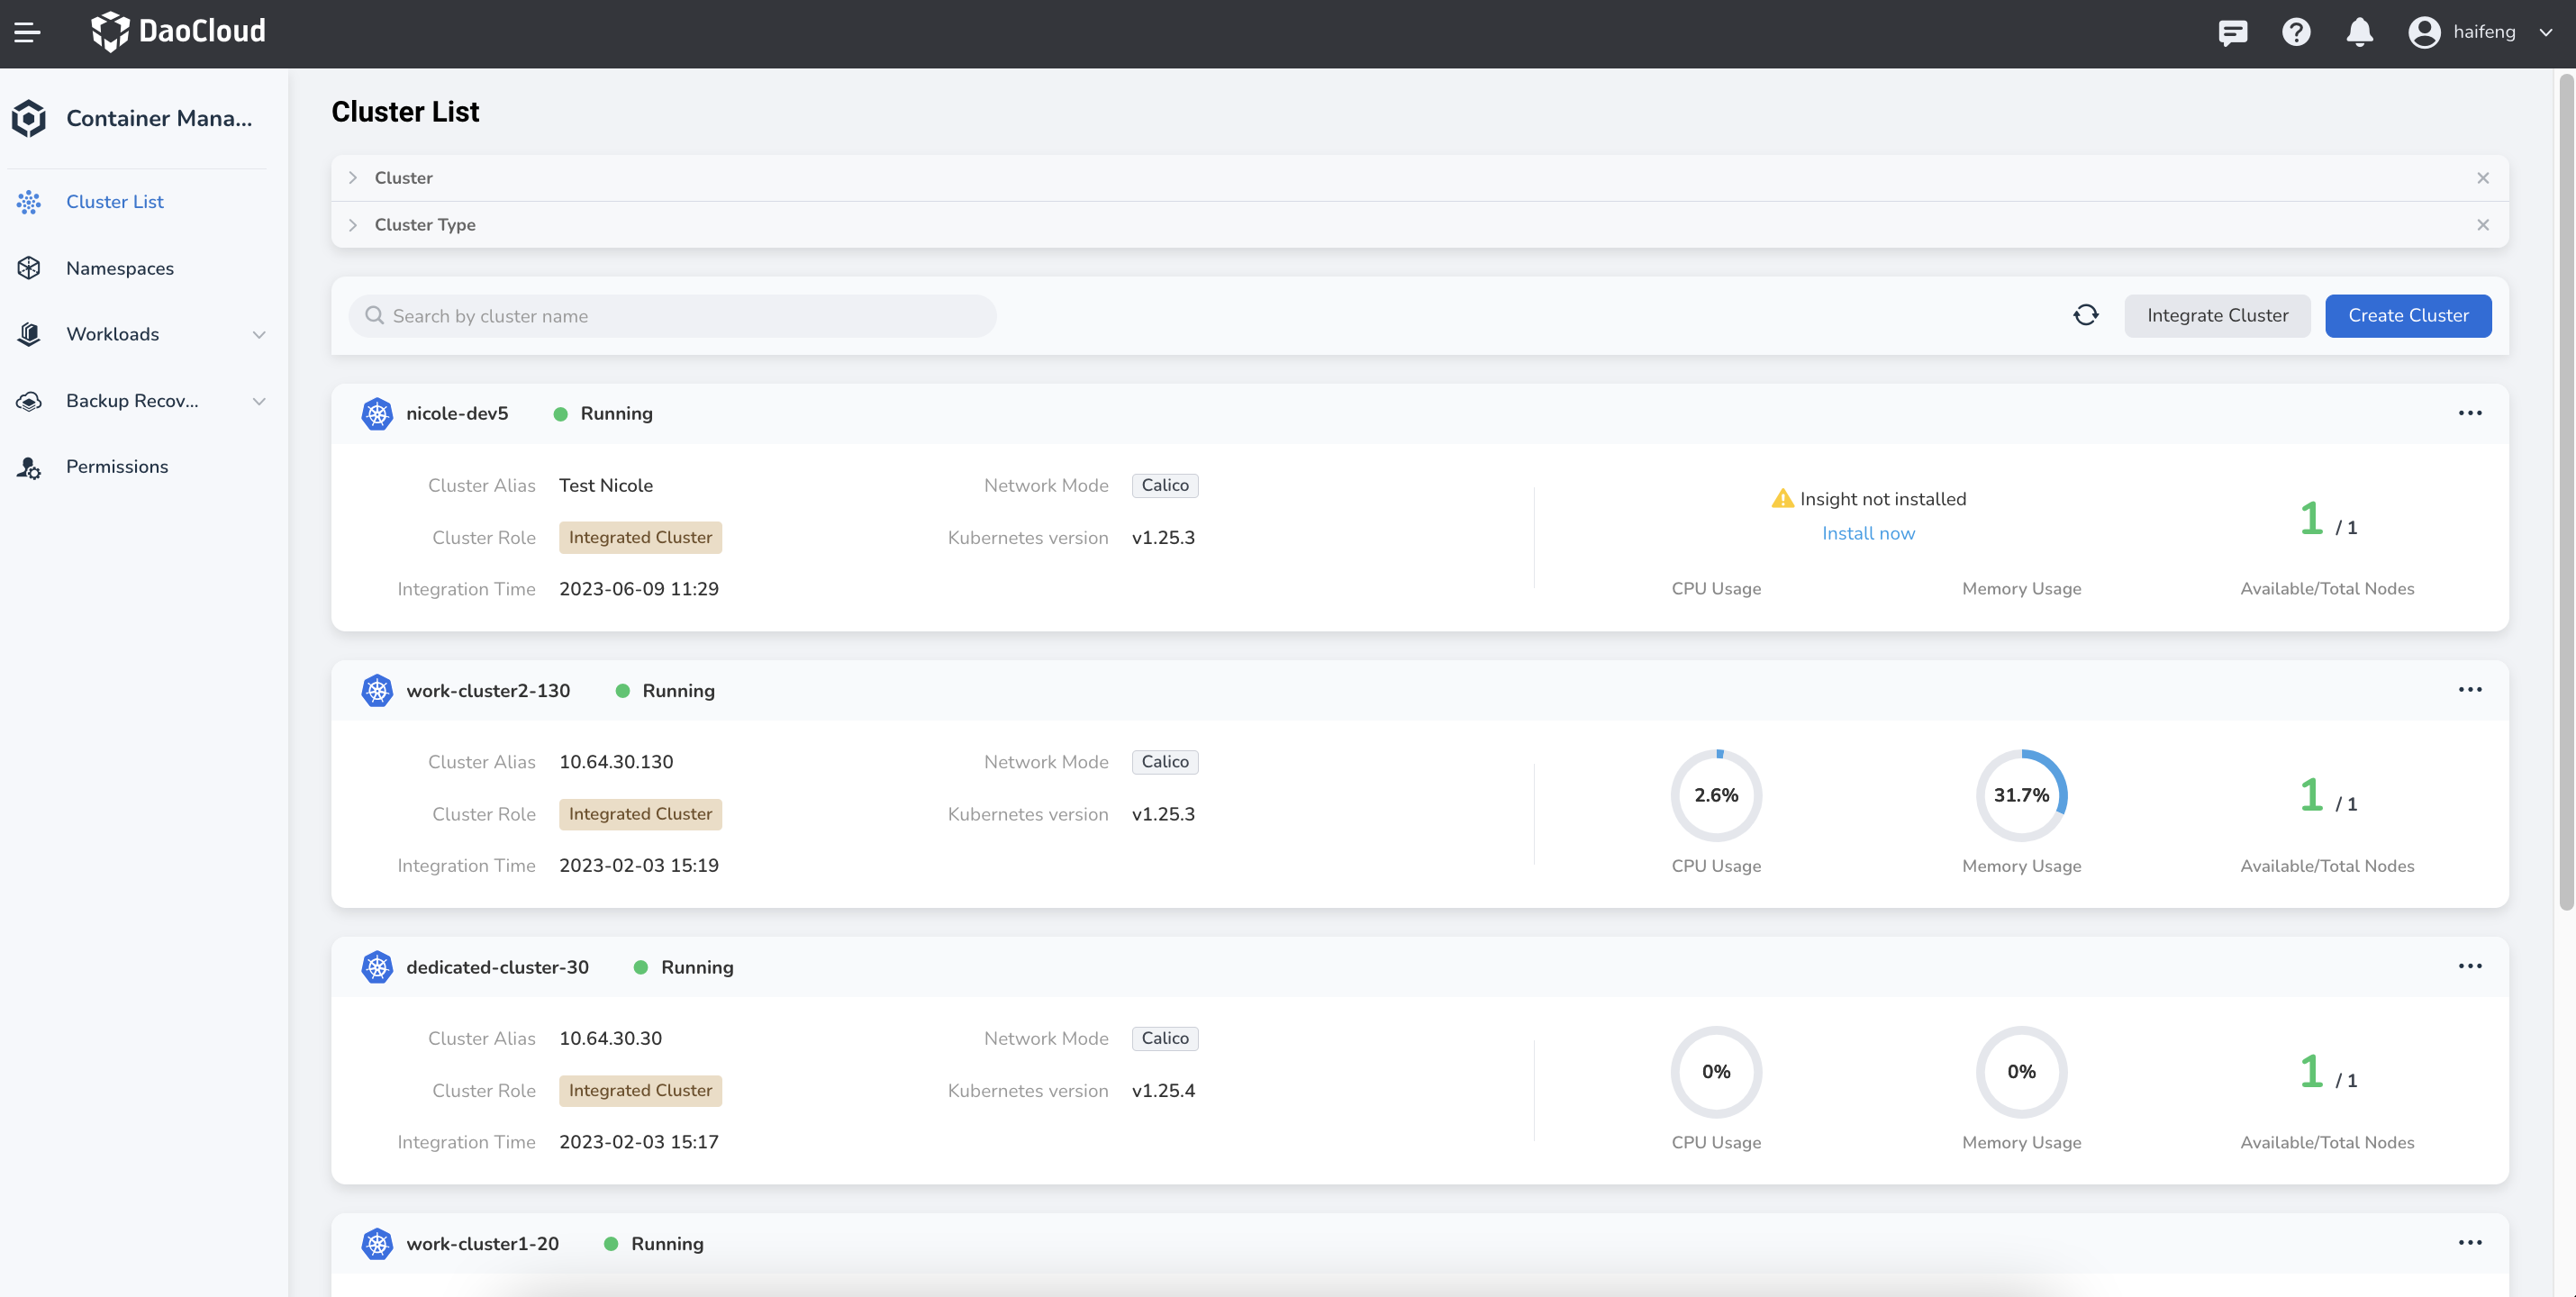 DaoCloud
haifeng
Container Mana...
Cluster List
Namespaces
Workloads
Backup Recov...
Permissions
Cluster List
Cluster
Cluster Type
Search by cluster name
Integrate Cluster
Create Cluster
nicole-dev5 Running
Cluster Alias Test Nicole Network Mode Calico
Insight not installed
Install now
1 / 1
Cluster Role Integrated Cluster Kubernetes version v1.25.3
Integration Time 2023-06-09 11:29
CPU Usage Memory Usage Available/Total Nodes
work-cluster2-130 Running
Cluster Alias 10.64.30.130 Network Mode Calico
2.6% 31.7% 1 / 1
Cluster Role Integrated Cluster Kubernetes version v1.25.3
Integration Time 2023-02-03 15:19
CPU Usage Memory Usage Available/Total Nodes
dedicated-cluster-30 Running
Cluster Alias 10.64.30.30 Network Mode Calico
0% 0% 1 / 1
Cluster Role Integrated Cluster Kubernetes version v1.25.4
Integration Time 2023-02-03 15:17
CPU Usage Memory Usage Available/Total Nodes
work-cluster1-20 Running